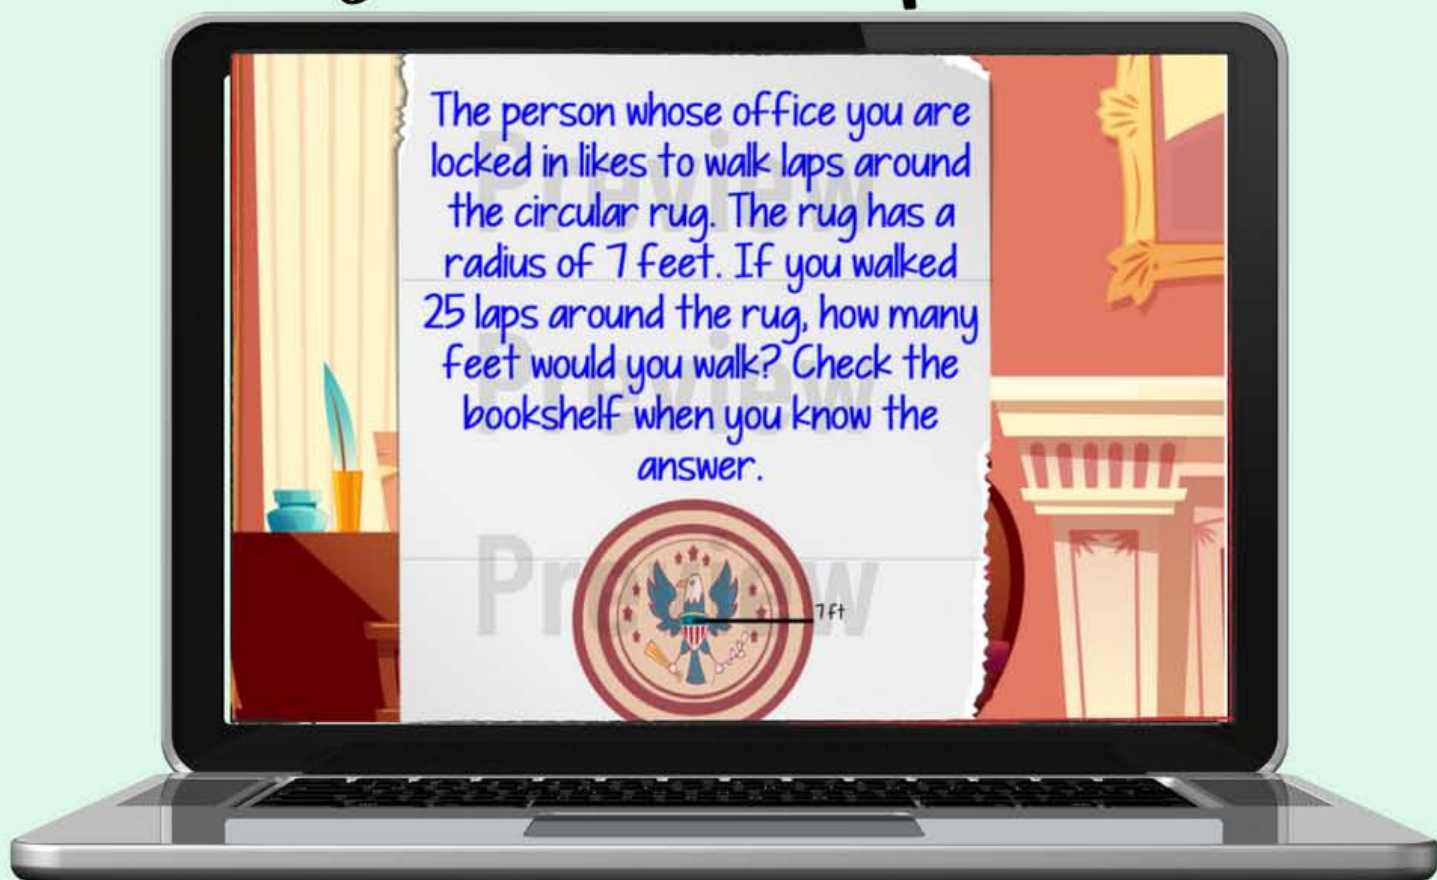 The person whose office you are
locked in likes to walk laps around
the circular rug. The rug has a
radius of 7 feet. If you walked
25 laps around the rug, how many
feet would you walk? Check the
bookshelf when you know the
answer.
7 ft
Preview
Preview
Preview